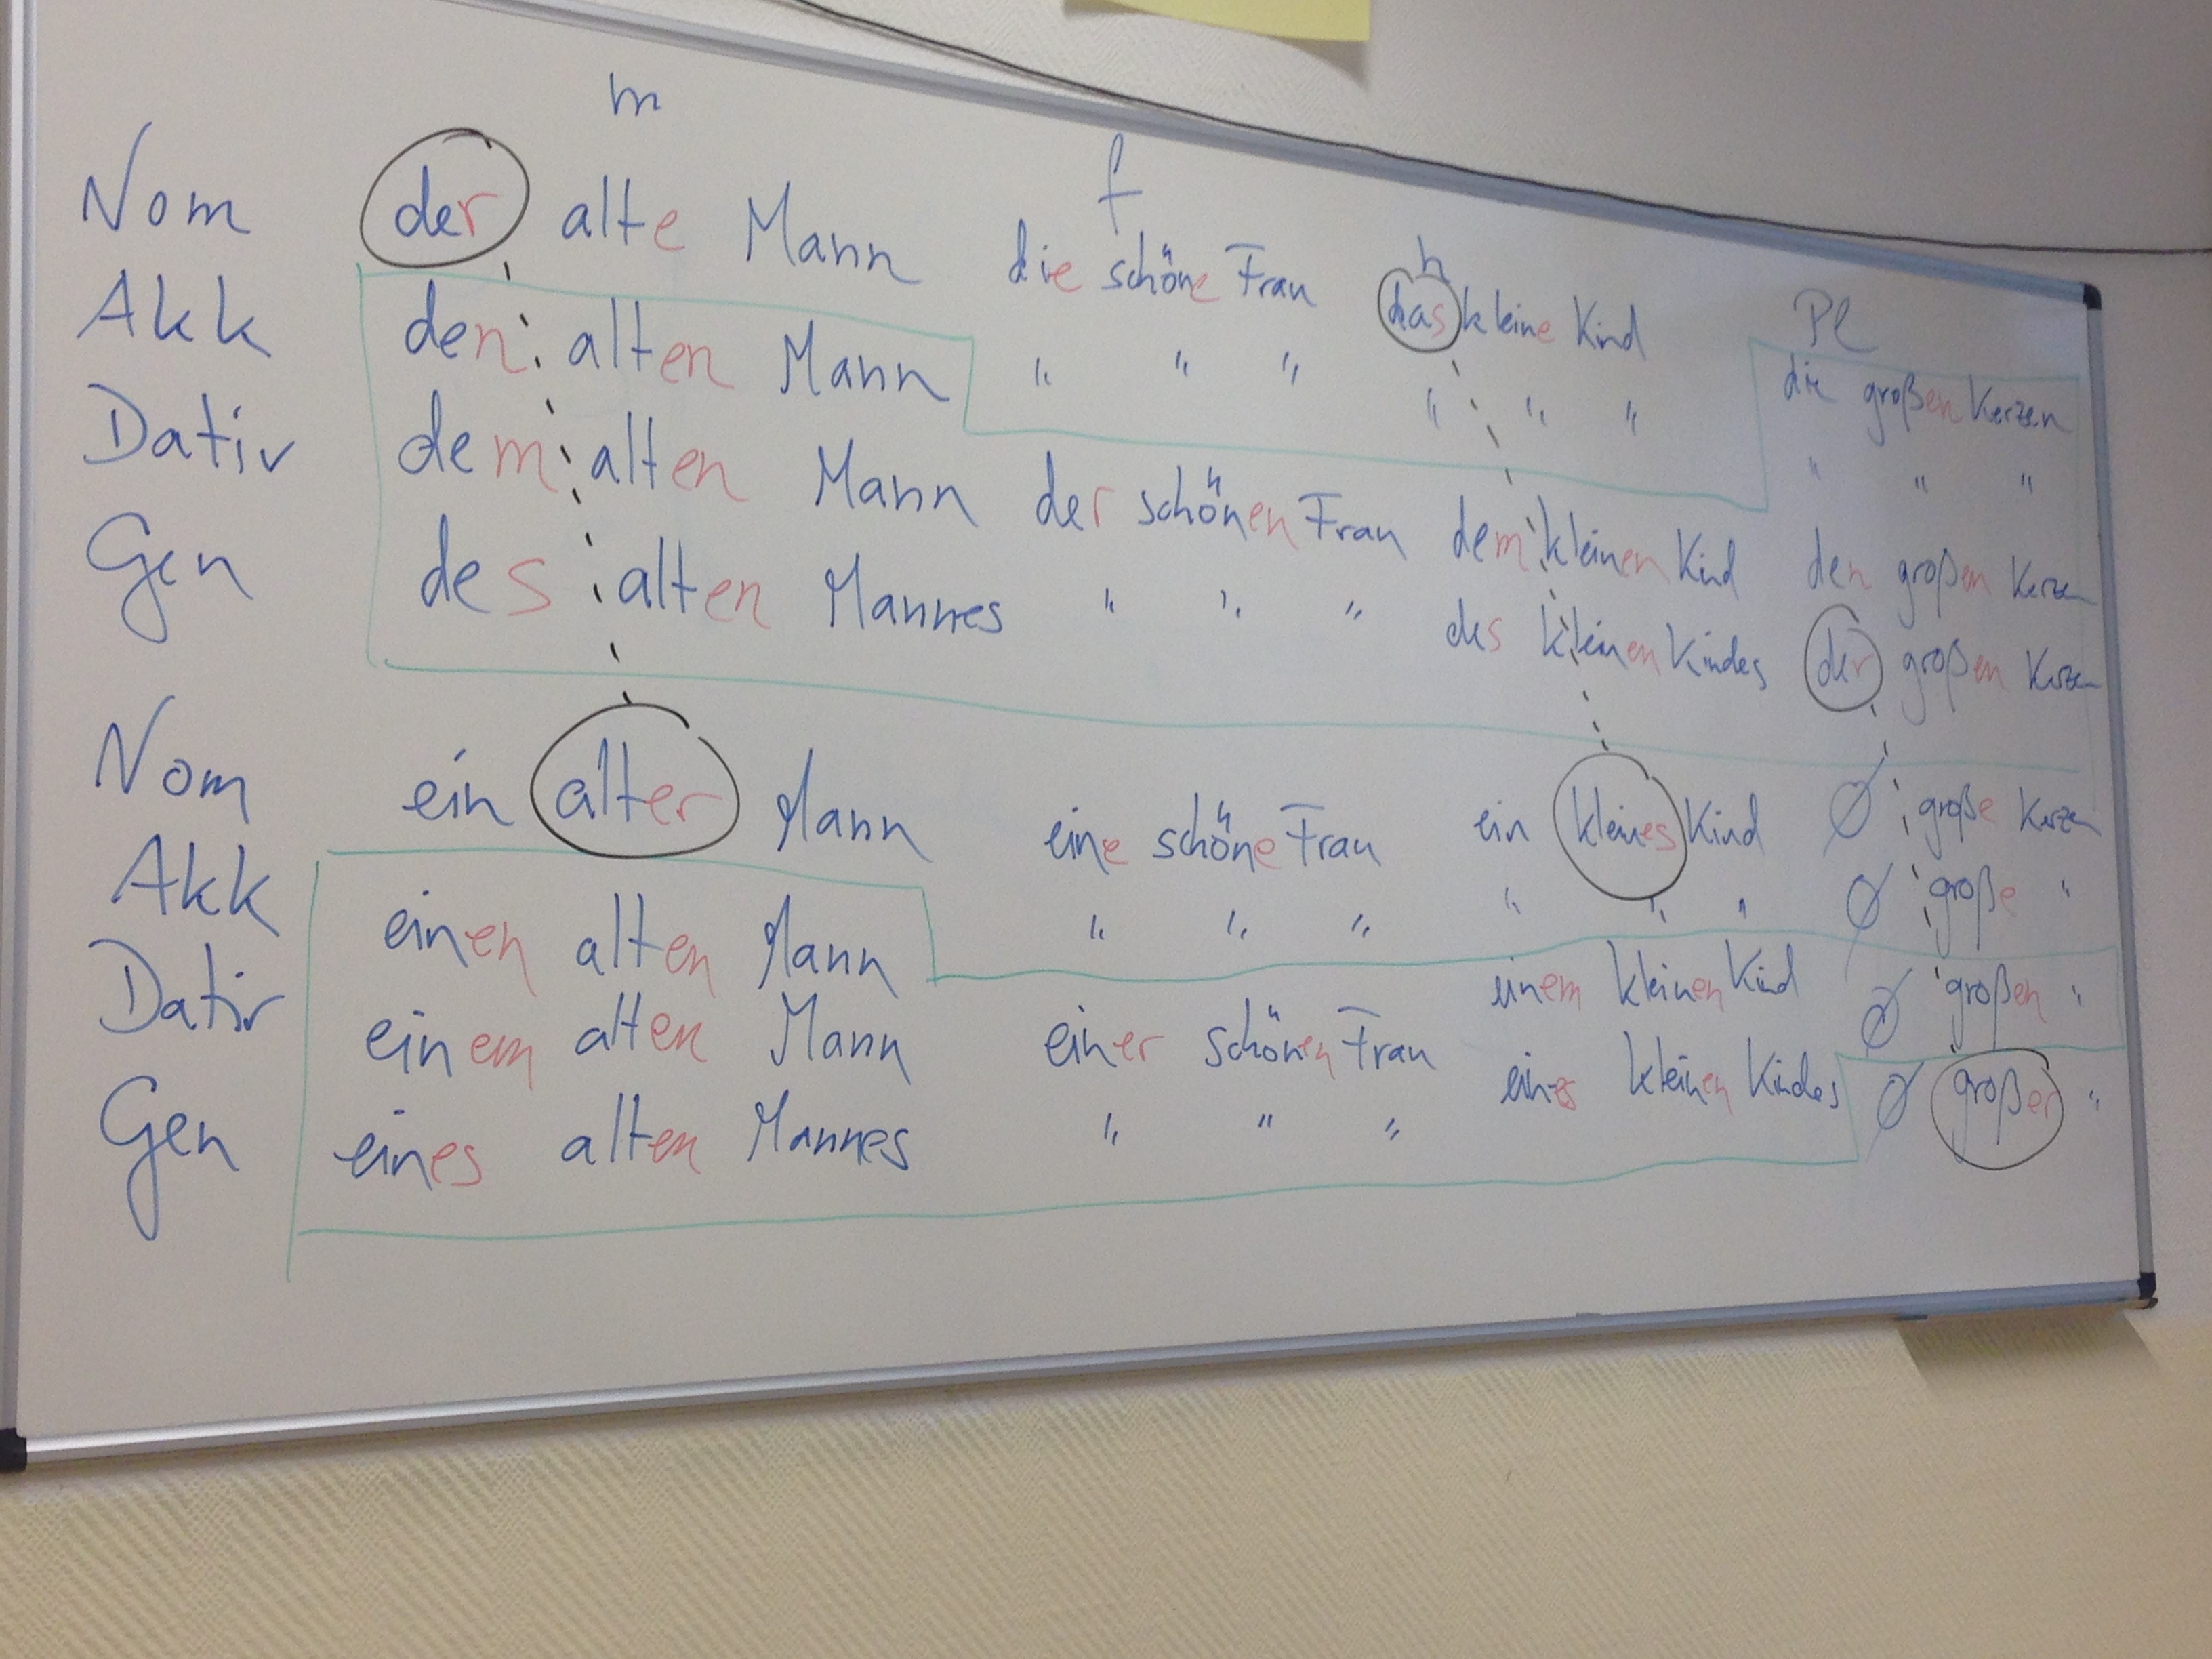 m f n Pl
Nom der alte Mann die schöne Frau das kleine Kind die großen Kerzen
Akk den alten Mann " " " " " " " " "
Dativ dem alten Mann der schönen Frau dem kleinen Kind den großen Kerzen
Gen des alten Mannes " " " des kleinen Kindes der großen Kerzen
Nom ein alter Mann eine schöne Frau ein kleines Kind Ø große Kerzen
Akk einen alten Mann " " " " " " Ø große "
Dativ einem alten Mann einer schönen Frau einem kleinen Kind Ø großen "
Gen eines alten Mannes " " " eines kleinen Kindes Ø großer "